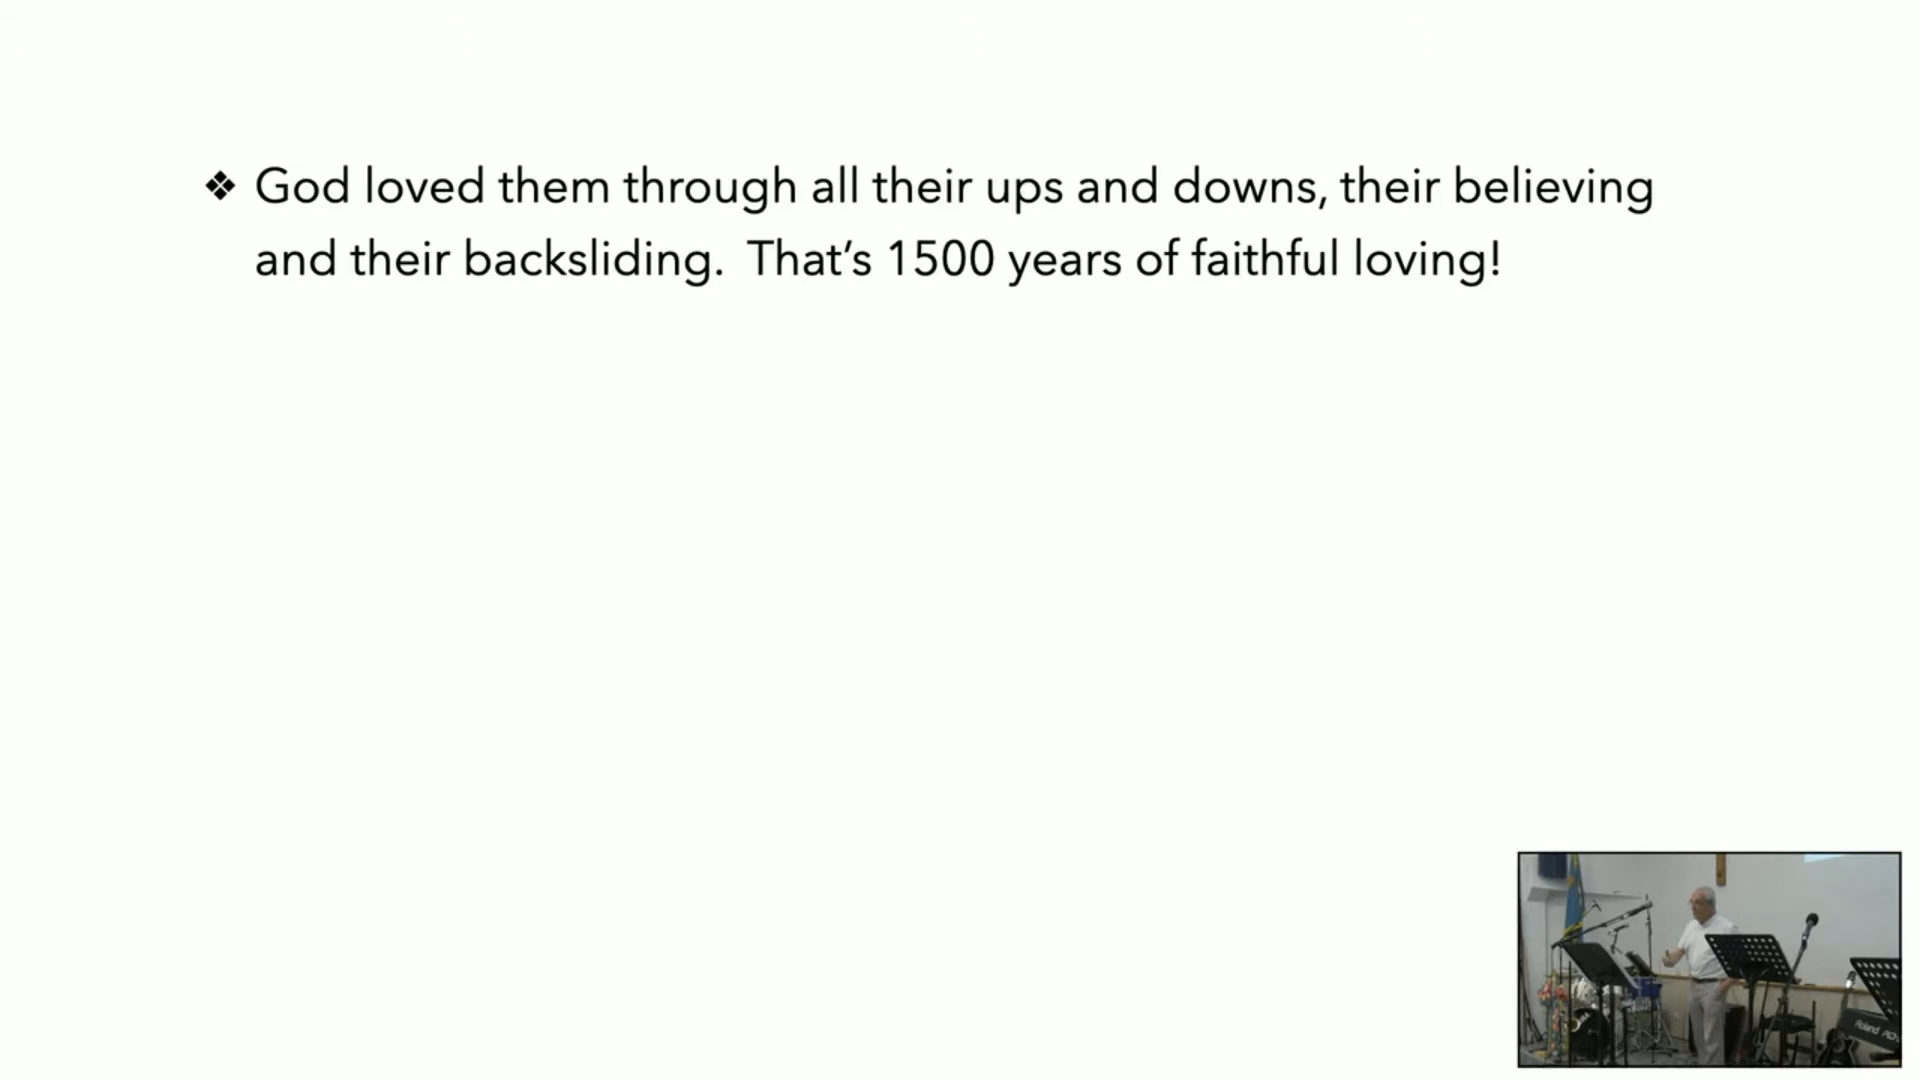 ❖ God loved them through all their ups and downs, their believing
and their backsliding.  That’s 1500 years of faithful loving!
Roland